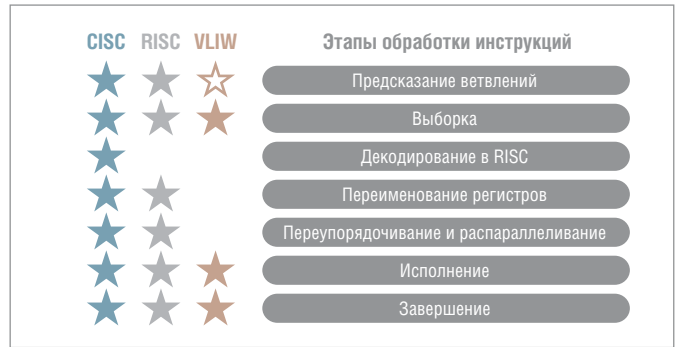 CISC RISC VLIW Этапы обработки инструкций
Предсказание ветвлений
Выборка
Декодирование в RISC
Переименование регистров
Переупорядочивание и распараллеливание
Исполнение
Завершение